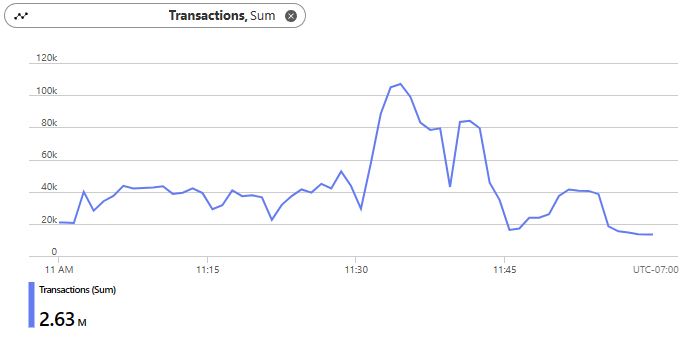 Transactions, Sum
120k
100k
80k
60k
40k
20k
0
11 AM 11:15 11:30 11:45 UTC-07:00
Transactions (Sum)
2.63 M